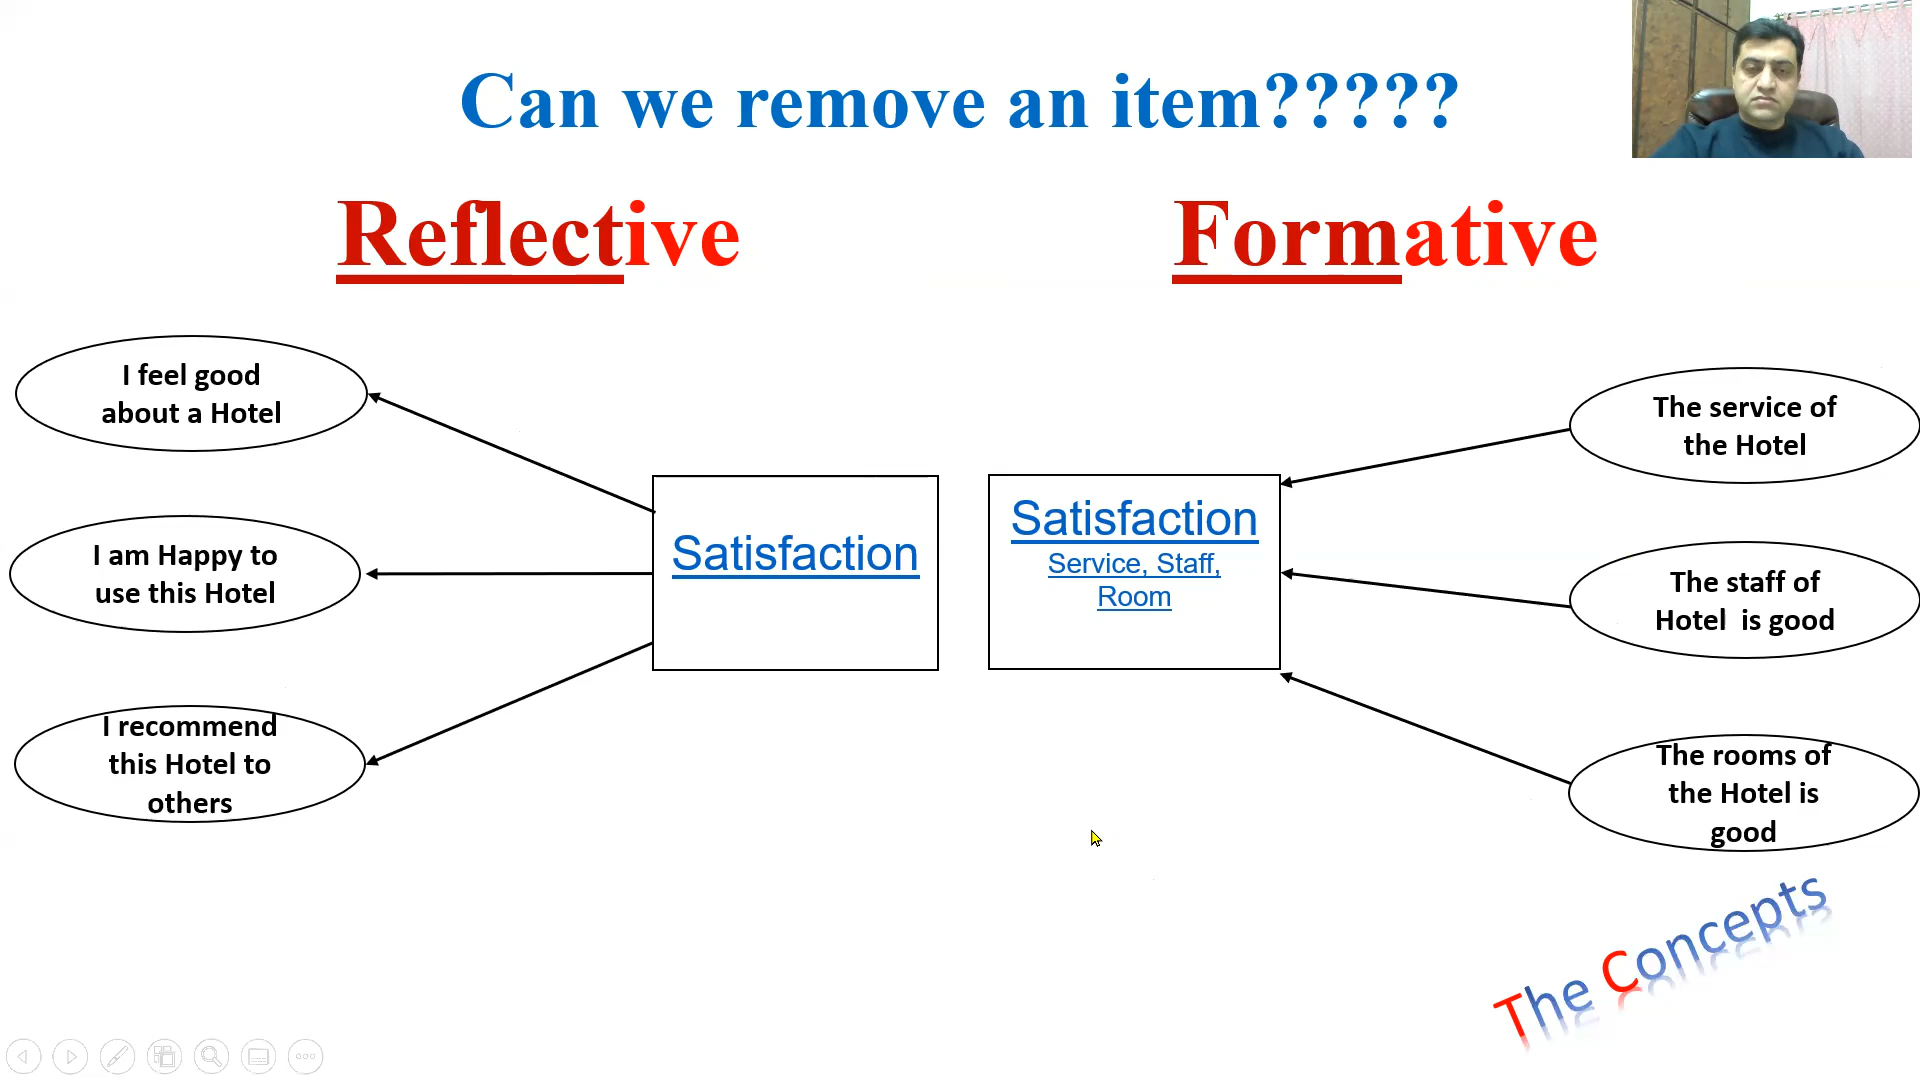 Can we remove an item?????
Reflective
Formative
I feel good
about a Hotel
I am Happy to
use this Hotel
I recommend
this Hotel to
others
Satisfaction
Satisfaction
Service, Staff,
Room
The service of
the Hotel
The staff of
Hotel  is good
The rooms of
the Hotel is
good
The Concepts